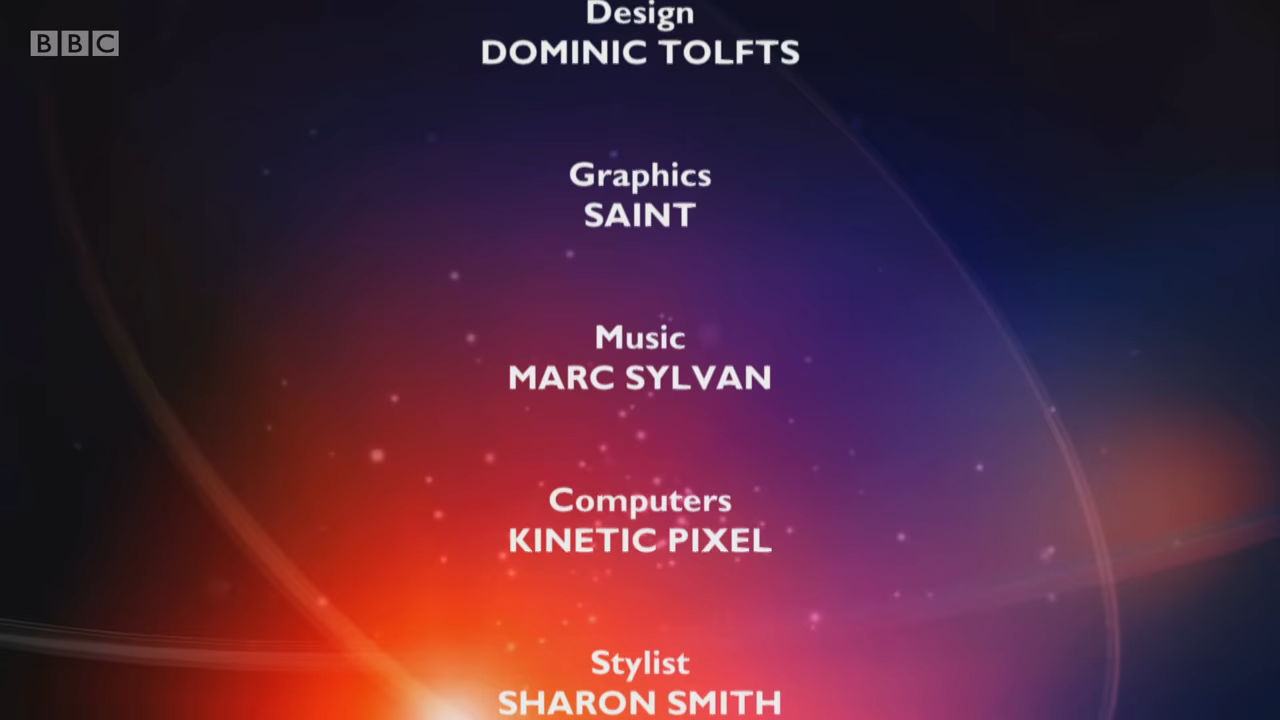 BBC
Design
DOMINIC TOLFTS
Graphics
SAINT
Music
MARC SYLVAN
Computers
KINETIC PIXEL
Stylist
SHARON SMITH